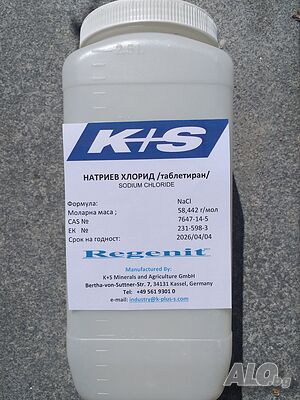 2.5L
K+S
НАТРИЕВ ХЛОРИД /таблетиран/
SODIUM CHLORIDE
Формула: NaCl
Моларна маса ; 58,442 г/мол
CAS № 7647-14-5
ЕК № 231-598-3
Срок на годност: 2026/04/04
Regenit
Manufactured By:
K+S Minerals and Agriculture GmbH
Bertha-von-Suttner-Str. 7, 34131 Kassel, Germany
Tel: +49 561 9301 0
e-mail: industry@k-plus-s.com
ALO.bg